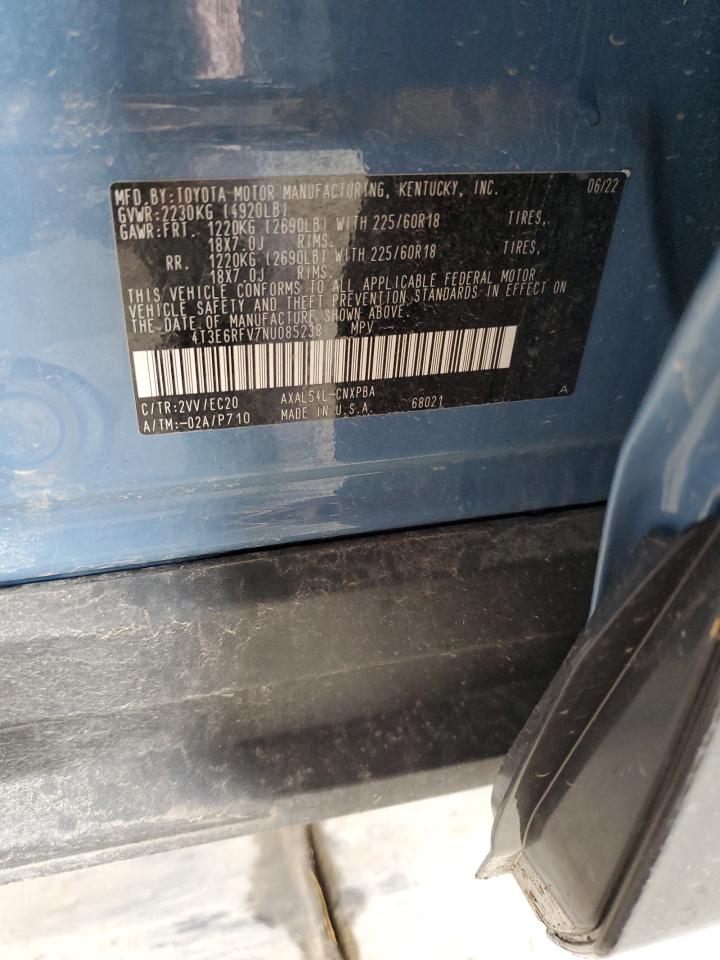 MFD. BY: TOYOTA MOTOR MANUFACTURING, KENTUCKY, INC. 06/22
GVWR: 2230KG (4920LB)
GAWR: FRT. 1220KG (2690LB) WITH 225/60R18 TIRES,
18X7.0J RIMS.
RR. 1220KG (2690LB) WITH 225/60R18 TIRES,
18X7.0J RIMS.
THIS VEHICLE CONFORMS TO ALL APPLICABLE FEDERAL MOTOR
VEHICLE SAFETY AND THEFT PREVENTION STANDARDS IN EFFECT ON
THE DATE OF MANUFACTURE SHOWN ABOVE.
4T3E6RFV7NU085238 MPV
C/TR: 2VV/EC20 AXAL54L-CNXPBA A
A/TM: -02A/P710 MADE IN U.S.A. 68021